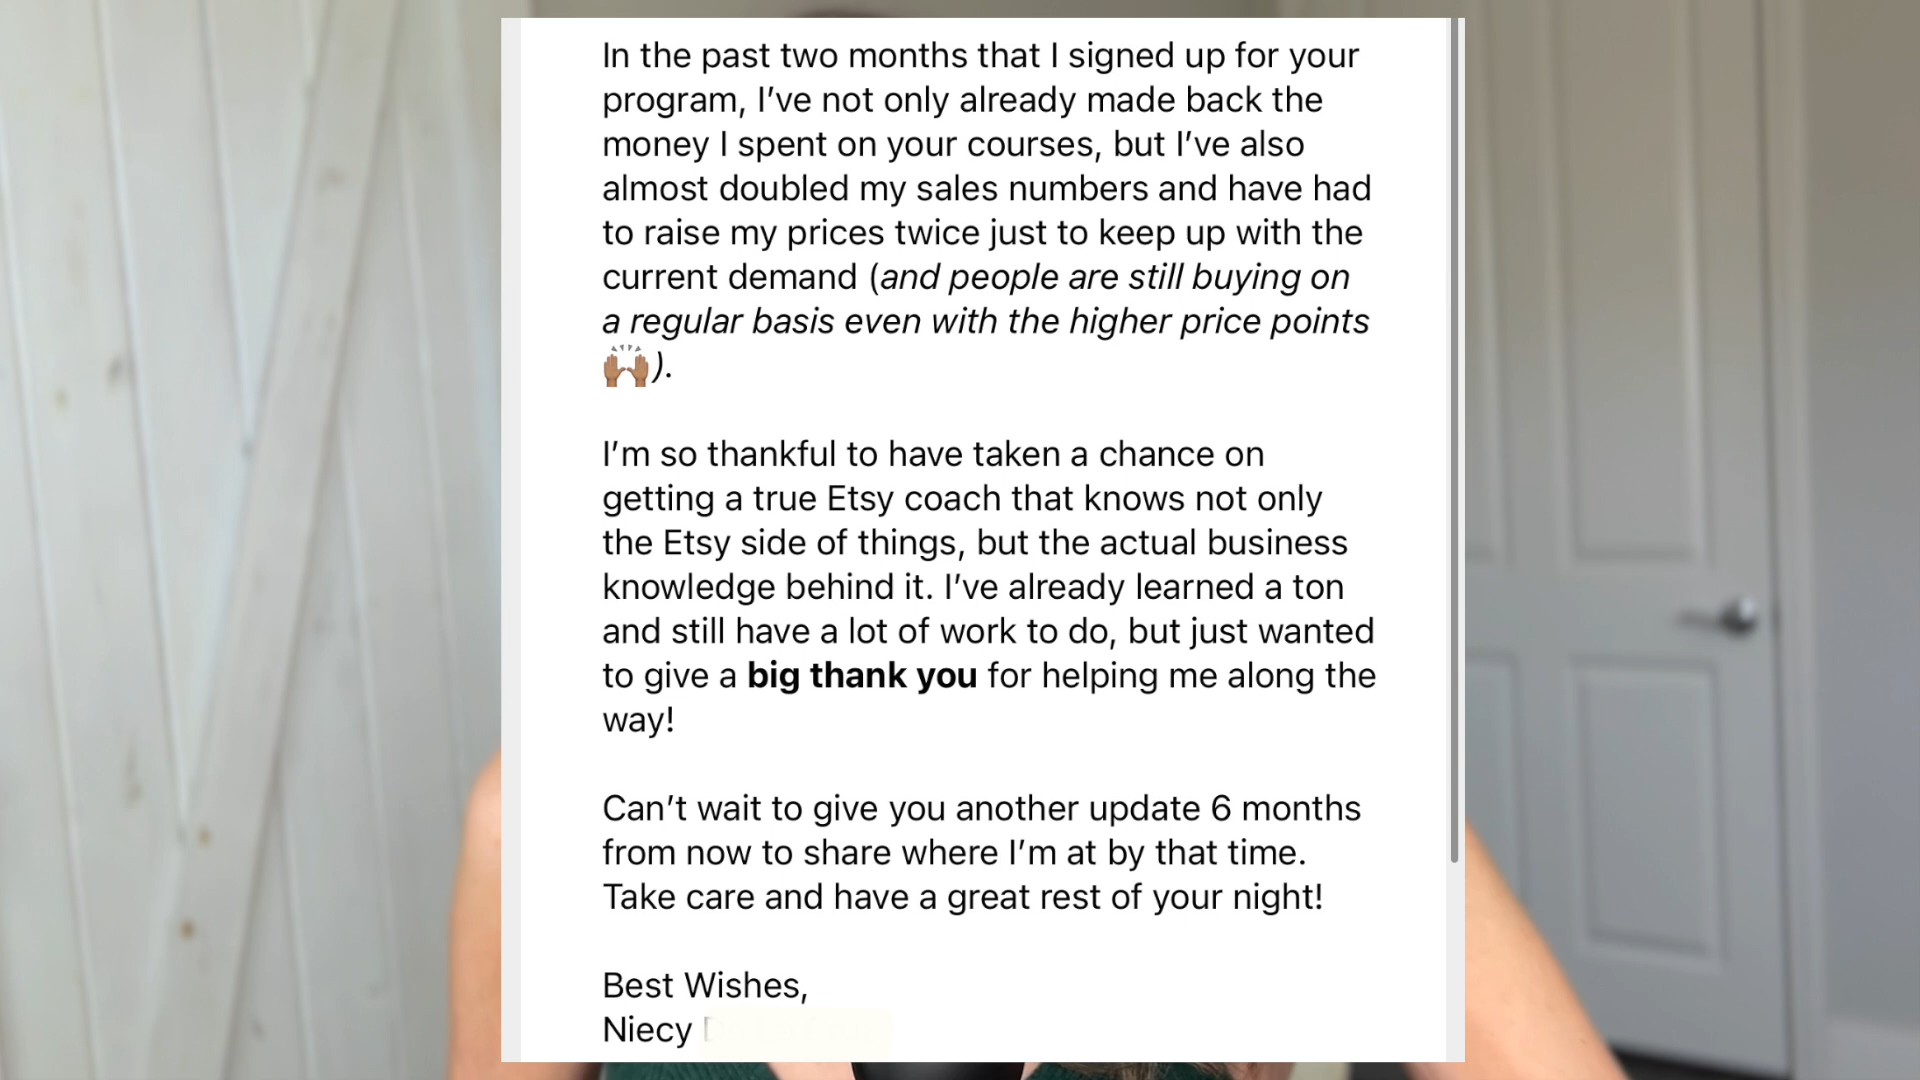 In the past two months that I signed up for your
program, I’ve not only already made back the
money I spent on your courses, but I’ve also
almost doubled my sales numbers and have had
to raise my prices twice just to keep up with the
current demand (and people are still buying on
a regular basis even with the higher price points
🙌🏽).
I’m so thankful to have taken a chance on
getting a true Etsy coach that knows not only
the Etsy side of things, but the actual business
knowledge behind it. I’ve already learned a ton
and still have a lot of work to do, but just wanted
to give a big thank you for helping me along the
way!
Can’t wait to give you another update 6 months
from now to share where I’m at by that time.
Take care and have a great rest of your night!
Best Wishes,
Niecy